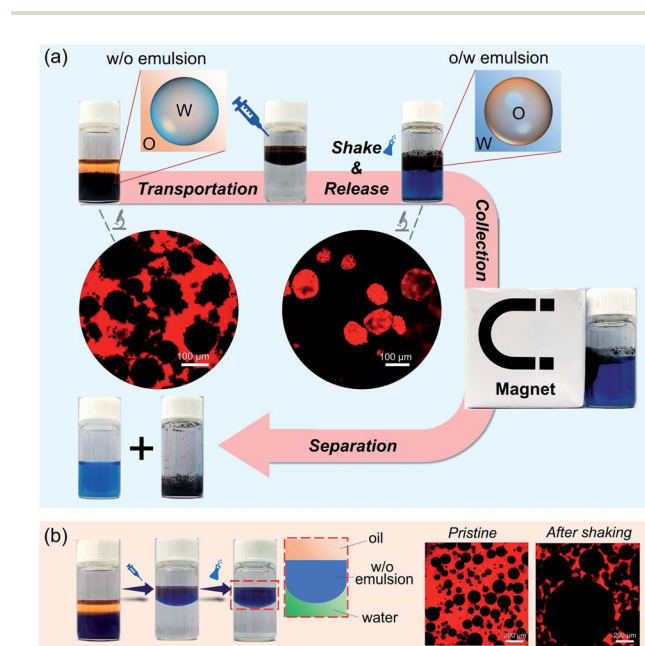 (a)
w/o emulsion
o/w emulsion
W
O
O
W
Transportation
Shake
&
Release
Collection
100 μm
100 μm
Magnet
Separation
+
(b)
oil
w/o
emulsion
water
Pristine
After shaking
200 μm
200 μm